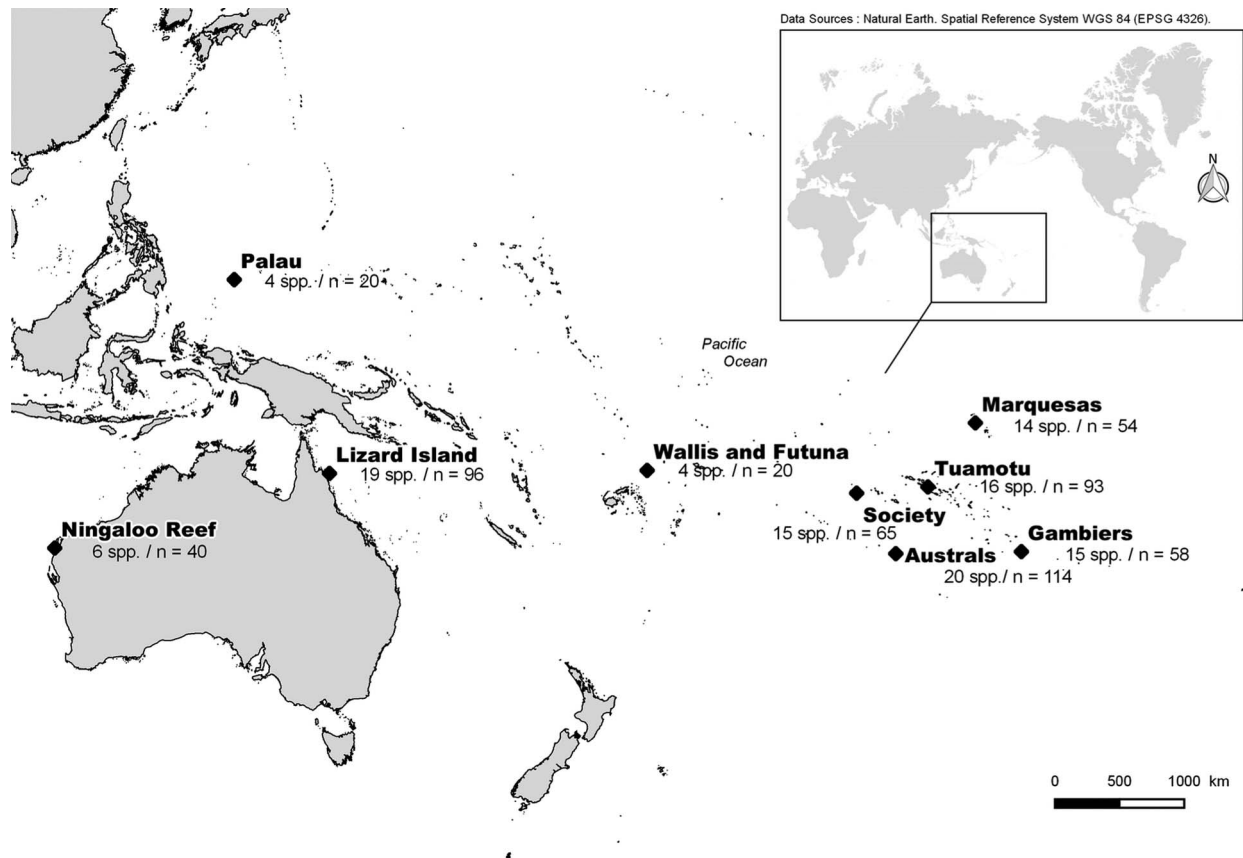 Data Sources : Natural Earth. Spatial Reference System WGS 84 (EPSG 4326).
N
Palau
4 spp. / n = 20
Pacific
Ocean
Marquesas
14 spp. / n = 54
Lizard Island
19 spp. / n = 96
Wallis and Futuna
4 spp. / n = 20
Tuamotu
16 spp. / n = 93
Society
15 spp. / n = 65
Ningaloo Reef
6 spp. / n = 40
Gambiers
15 spp. / n = 58
Australs
20 spp./ n = 114
0 500 1000 km